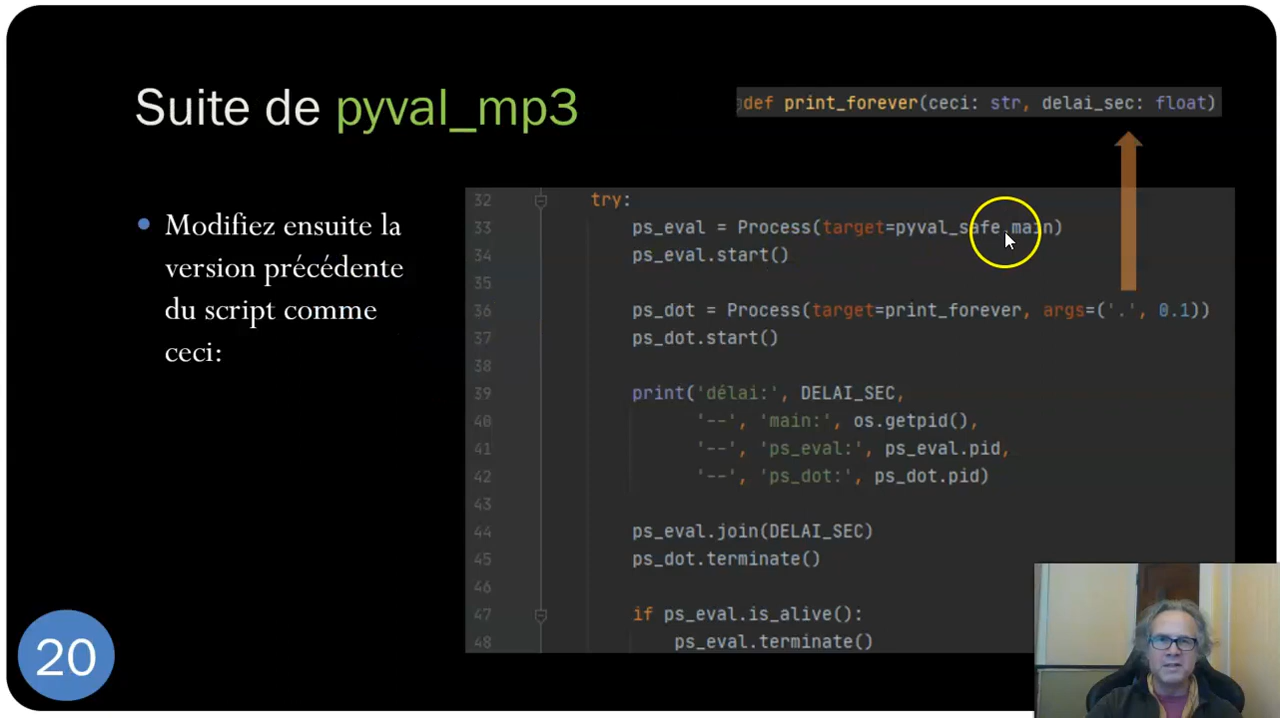 Suite de pyval_mp3
def print_forever(ceci: str, delai_sec: float)
Modifiez ensuite la
version précédente
du script comme
ceci:
32 try:
33 ps_eval = Process(target=pyval_safe.main)
34 ps_eval.start()
35
36 ps_dot = Process(target=print_forever, args=('.', 0.1))
37 ps_dot.start()
38
39 print('délai:', DELAI_SEC,
40 '--', 'main:', os.getpid(),
41 '--', 'ps_eval:', ps_eval.pid,
42 '--', 'ps_dot:', ps_dot.pid)
43
44 ps_eval.join(DELAI_SEC)
45 ps_dot.terminate()
46
47 if ps_eval.is_alive():
48 ps_eval.terminate()
20